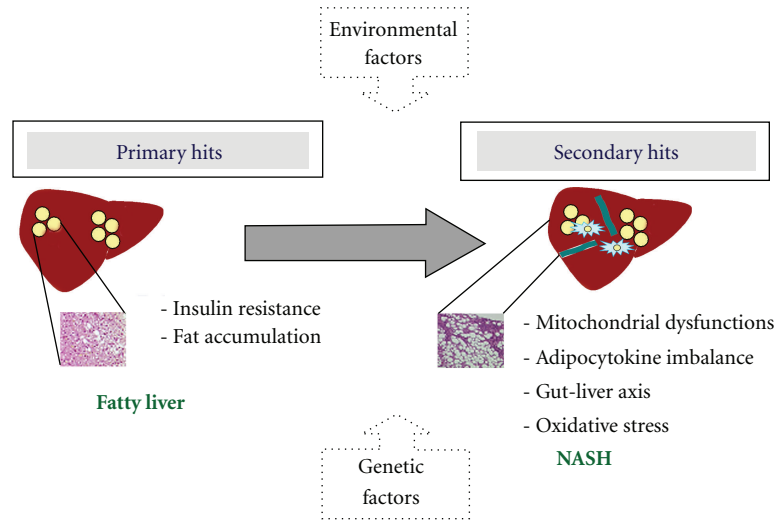 Environmental
factors
Primary hits
Secondary hits
- Insulin resistance
- Fat accumulation
Fatty liver
- Mitochondrial dysfunctions
- Adipocytokine imbalance
- Gut-liver axis
- Oxidative stress
NASH
Genetic
factors